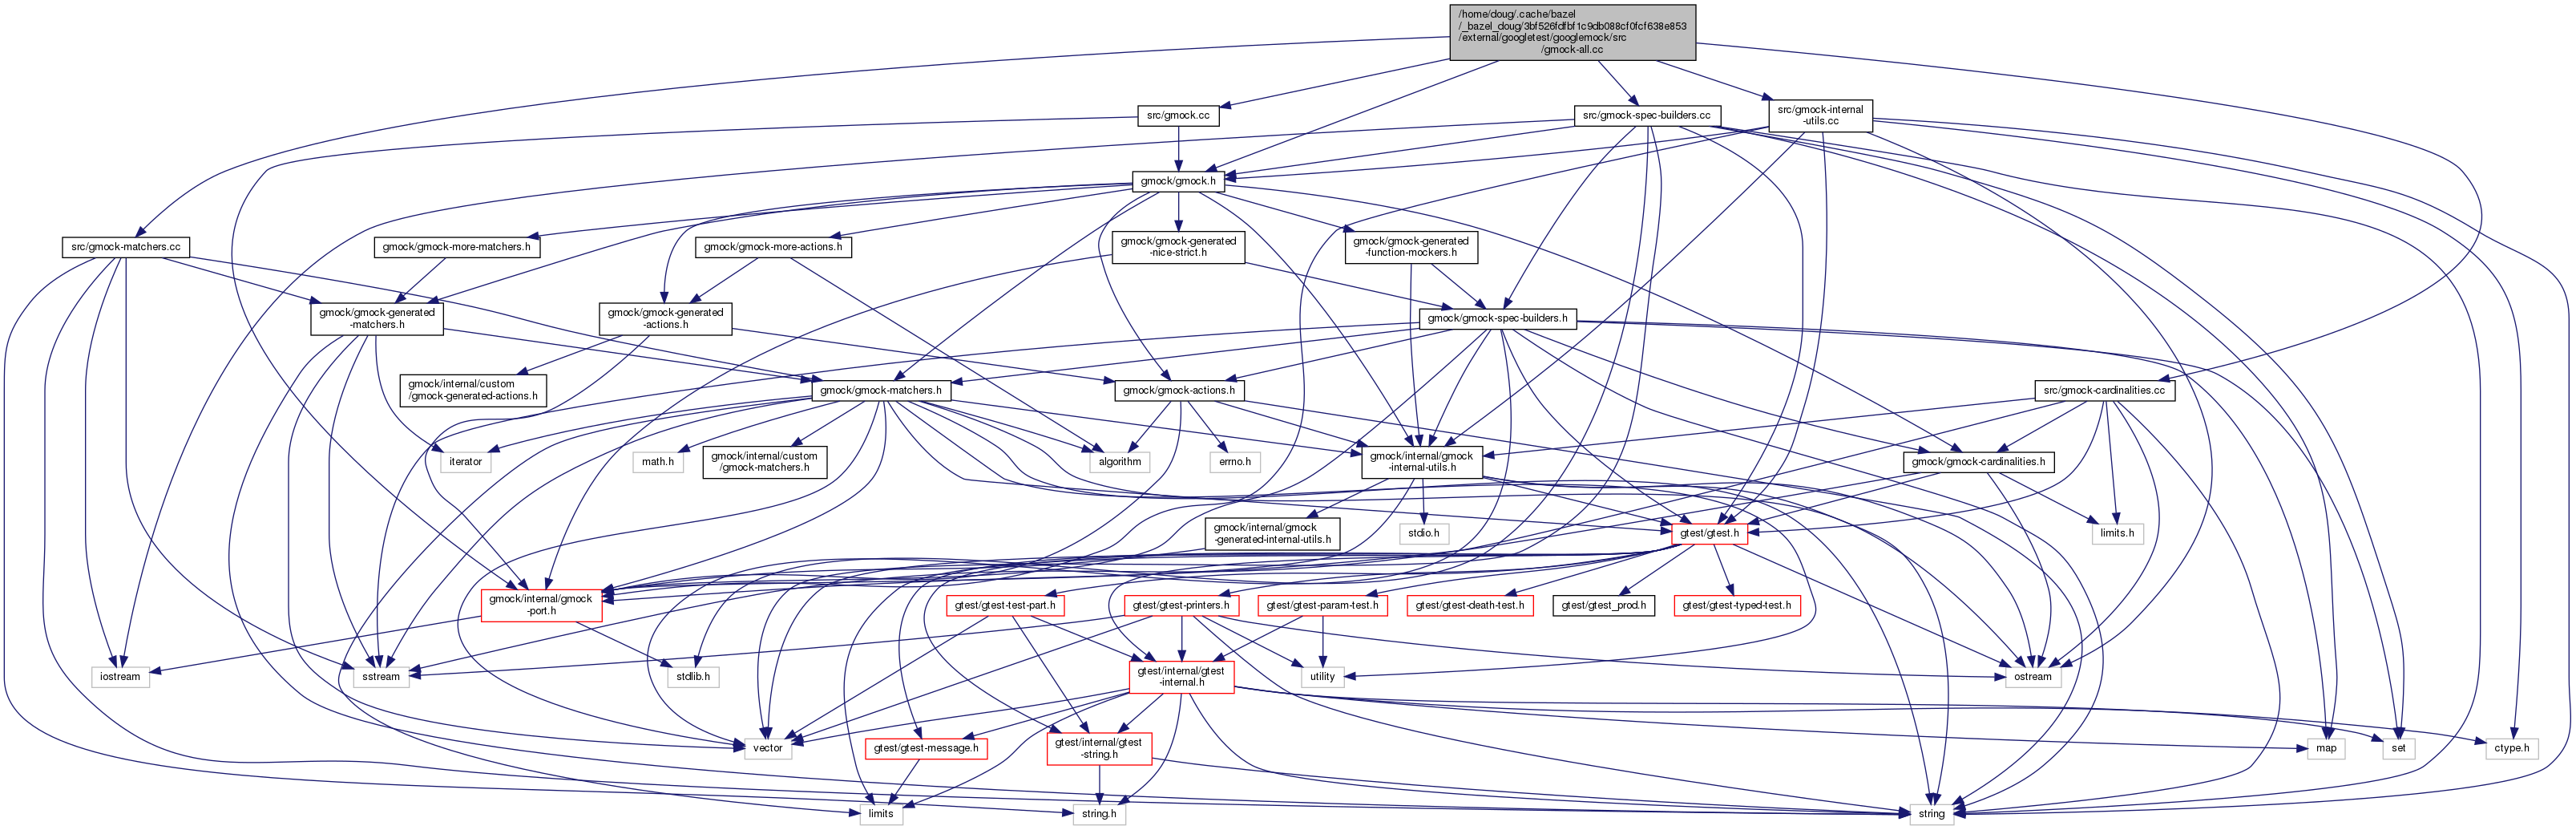 /home/doug/.cache/bazel
/_bazel_doug/3bf526fdfbf1c9db088cf0fcf638e853
/external/googletest/googlemock/src
/gmock-all.cc
src/gmock.cc
src/gmock-spec-builders.cc
src/gmock-internal
-utils.cc
gmock/gmock.h
src/gmock-matchers.cc
gmock/gmock-more-matchers.h
gmock/gmock-more-actions.h
gmock/gmock-generated
-nice-strict.h
gmock/gmock-generated
-function-mockers.h
gmock/gmock-generated
-matchers.h
gmock/gmock-generated
-actions.h
gmock/gmock-spec-builders.h
gmock/internal/custom
/gmock-generated-actions.h
gmock/gmock-matchers.h
gmock/gmock-actions.h
src/gmock-cardinalities.cc
iterator
math.h
gmock/internal/custom
/gmock-matchers.h
algorithm
errno.h
gmock/internal/gmock
-internal-utils.h
gmock/gmock-cardinalities.h
gmock/internal/gmock
-generated-internal-utils.h
stdio.h
gtest/gtest.h
limits.h
gmock/internal/gmock
-port.h
gtest/gtest-test-part.h
gtest/gtest-printers.h
gtest/gtest-param-test.h
gtest/gtest-death-test.h
gtest/gtest_prod.h
gtest/gtest-typed-test.h
iostream
sstream
stdlib.h
gtest/internal/gtest
-internal.h
utility
ostream
vector
gtest/gtest-message.h
gtest/internal/gtest
-string.h
map
set
ctype.h
limits
string.h
string